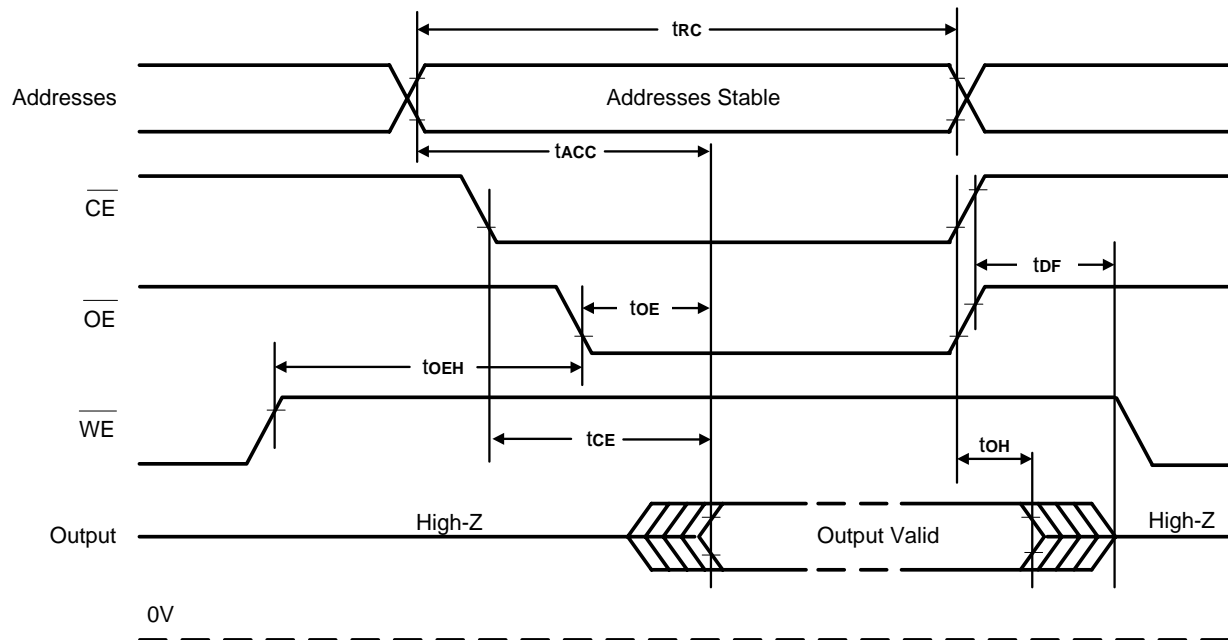 tRC
Addresses
Addresses Stable
tACC
CE
tDF
OE
tOE
tOEH
WE
tCE
tOH
High-Z
Output
Output Valid
High-Z
0V